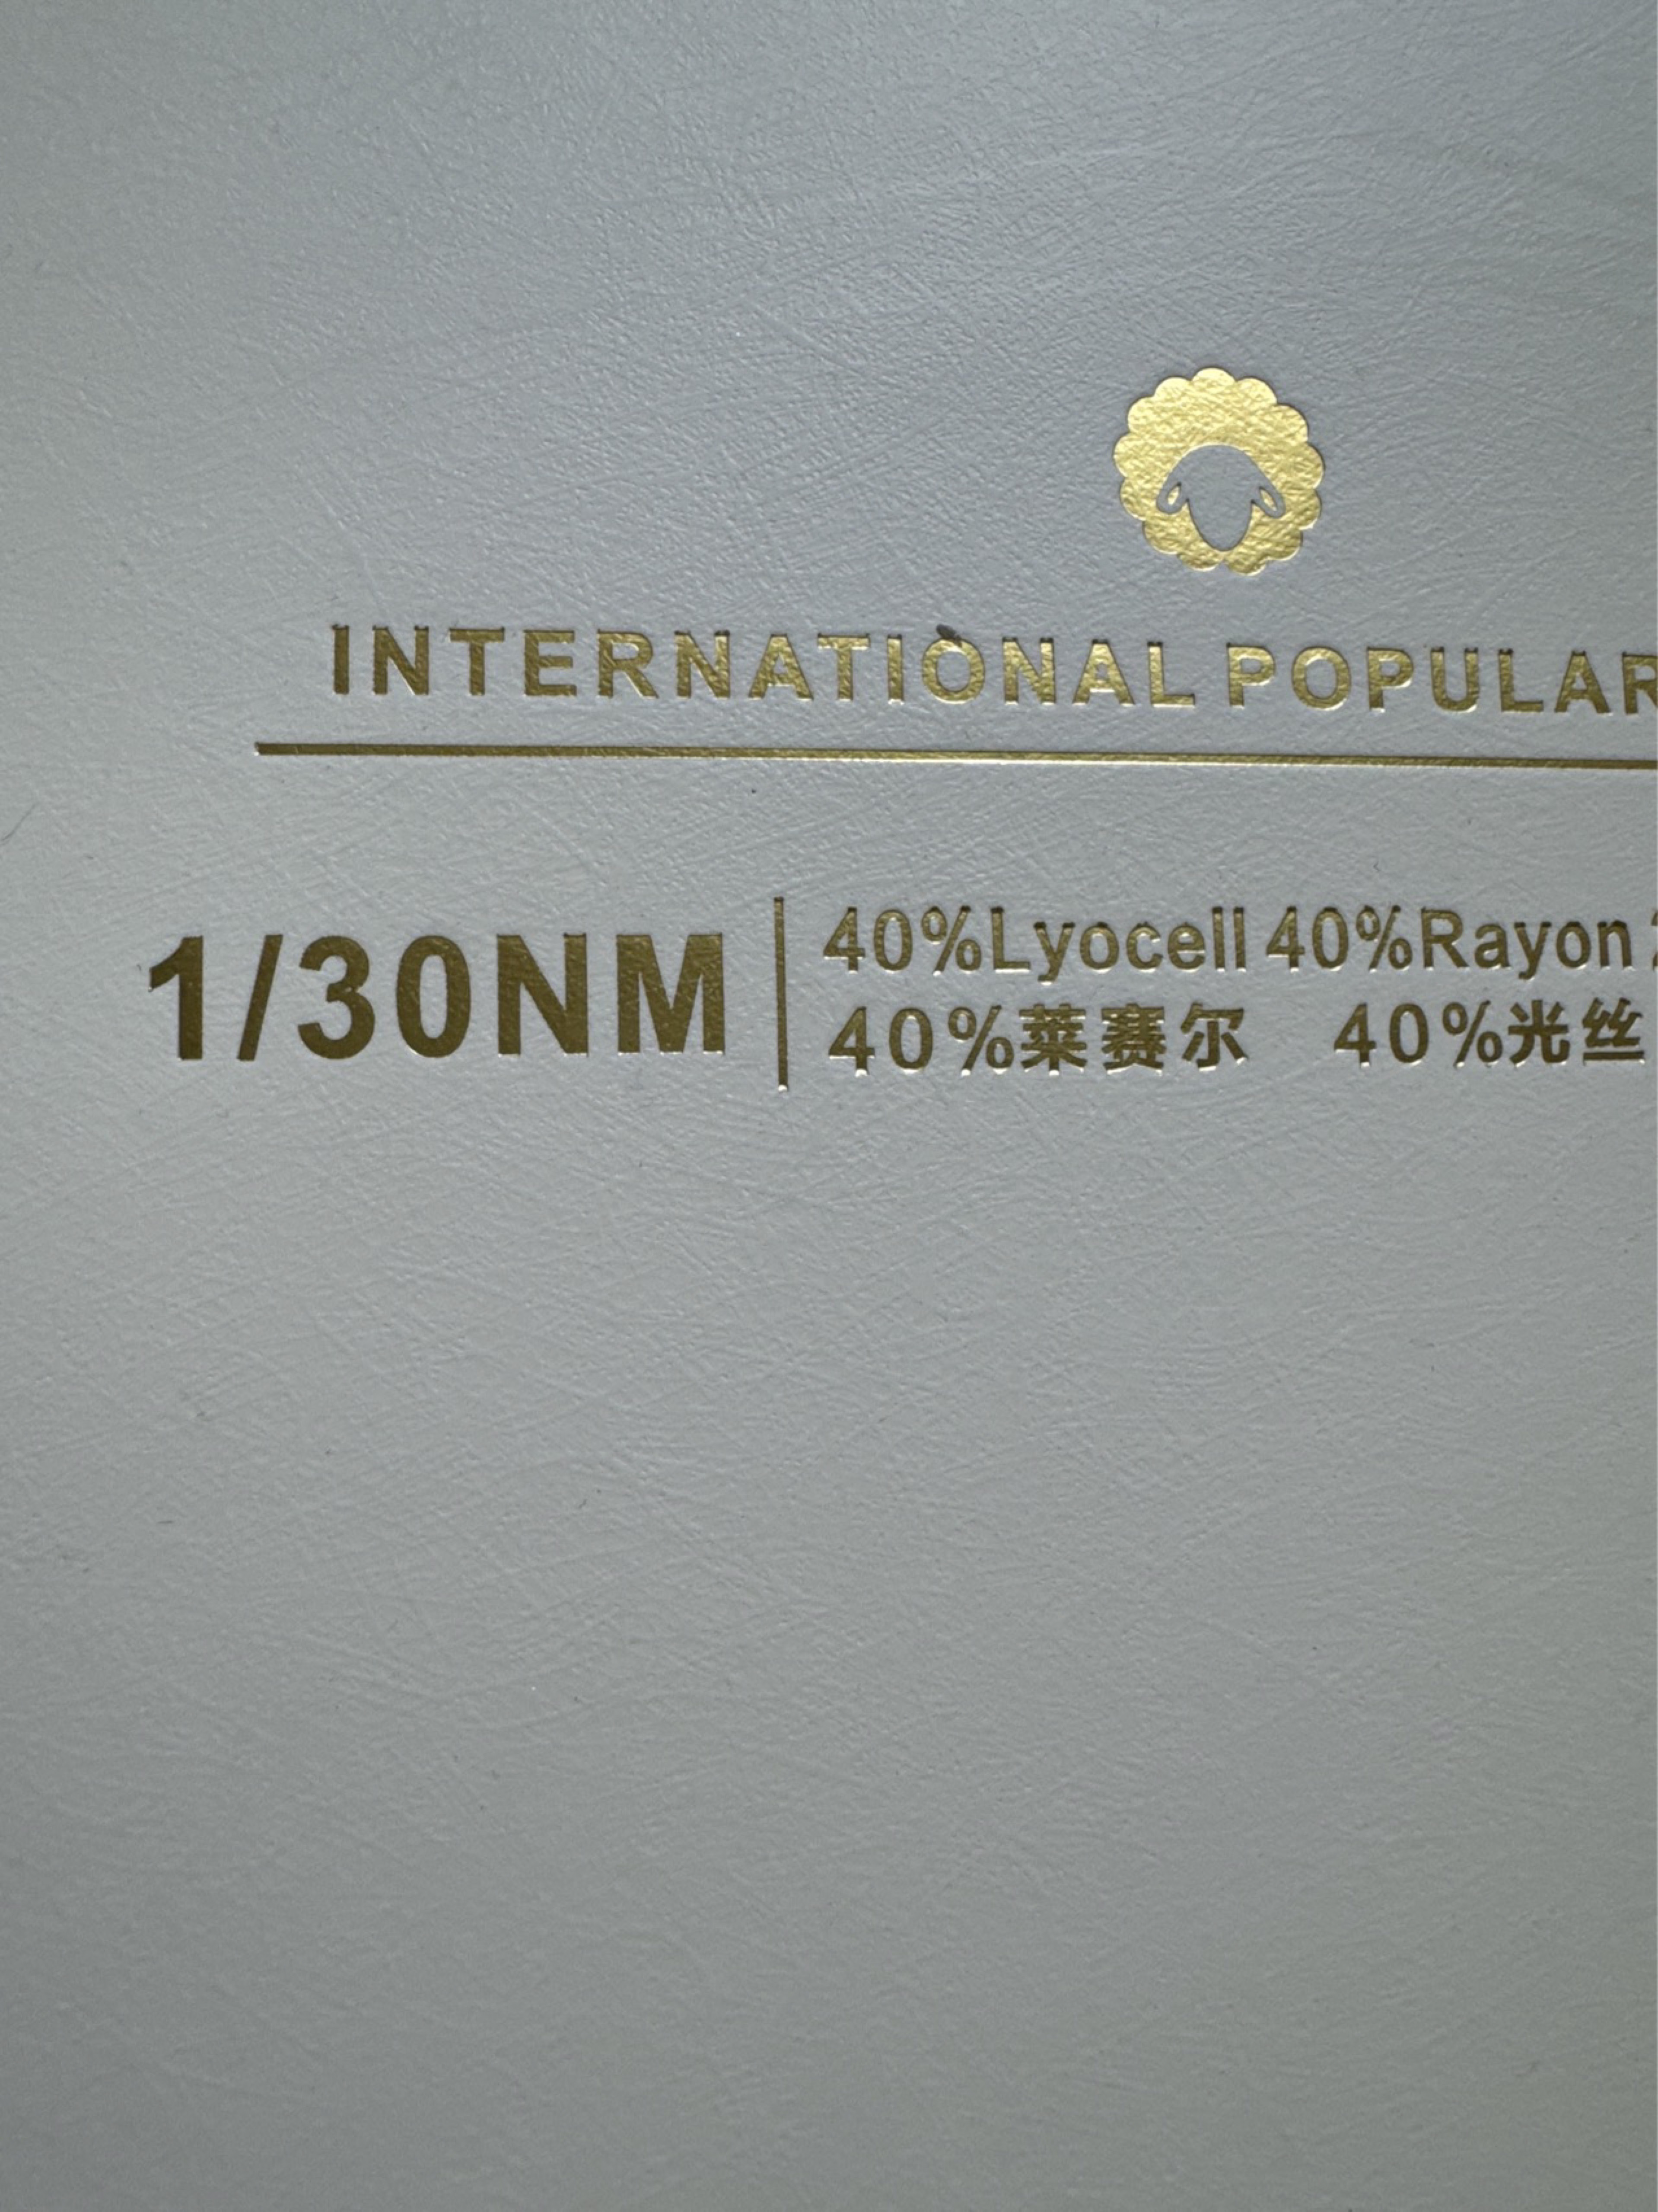 INTERNATIONAL POPULAR
1/30NM
40%Lyocell 40%Rayon
40%莱赛尔 40%光丝